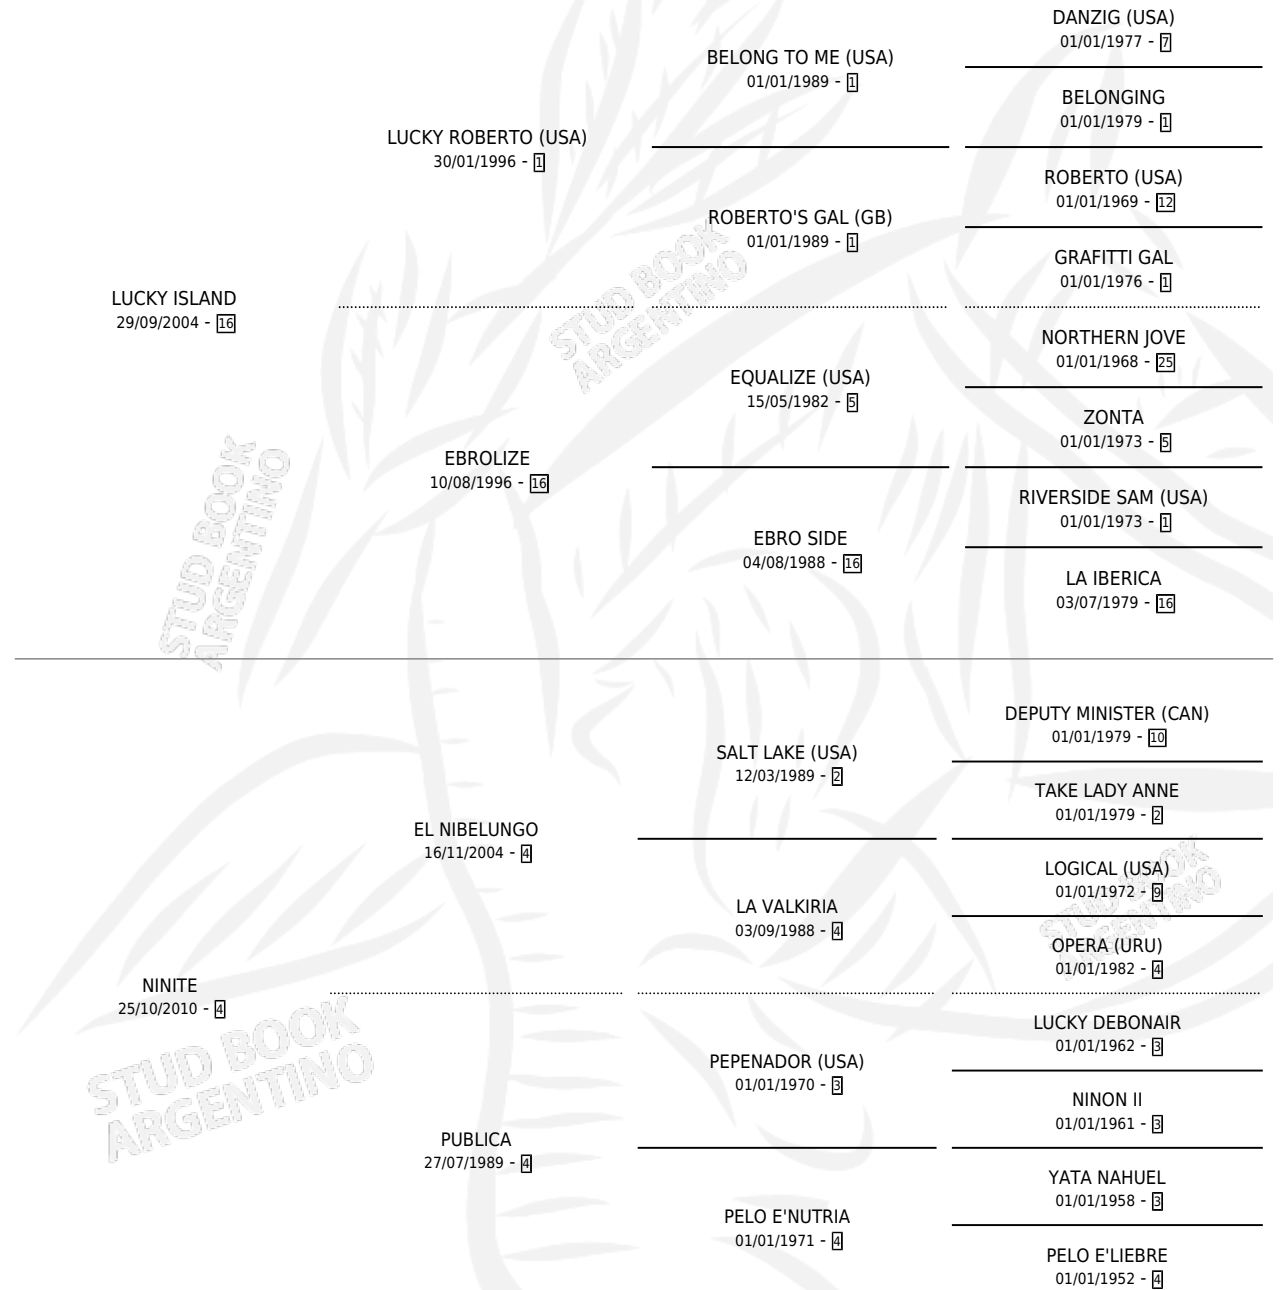 DANZIG (USA)
01/01/1977 - 7
BELONG TO ME (USA)
01/01/1989 - 1
BELONGING
01/01/1979 - 1
LUCKY ROBERTO (USA)
30/01/1996 - 1
ROBERTO (USA)
01/01/1969 - 12
ROBERTO'S GAL (GB)
01/01/1989 - 1
GRAFITTI GAL
01/01/1976 - 1
LUCKY ISLAND
29/09/2004 - 16
NORTHERN JOVE
01/01/1968 - 25
EQUALIZE (USA)
15/05/1982 - 5
ZONTA
01/01/1973 - 5
EBROLIZE
10/08/1996 - 16
RIVERSIDE SAM (USA)
01/01/1973 - 1
EBRO SIDE
04/08/1988 - 16
LA IBERICA
03/07/1979 - 16
STUD BOOK
ARGENTINO
STUD BOOK
ARGENTINO
DEPUTY MINISTER (CAN)
01/01/1979 - 10
SALT LAKE (USA)
12/03/1989 - 2
TAKE LADY ANNE
01/01/1979 - 2
EL NIBELUNGO
16/11/2004 - 4
LOGICAL (USA)
01/01/1972 - 9
LA VALKIRIA
03/09/1988 - 4
OPERA (URU)
01/01/1982 - 4
STUD BOOK
ARGENTINO
NINITE
25/10/2010 - 4
LUCKY DEBONAIR
01/01/1962 - 3
PEPENADOR (USA)
01/01/1970 - 3
NINON II
01/01/1961 - 3
PUBLICA
27/07/1989 - 4
YATA NAHUEL
01/01/1958 - 3
PELO E'NUTRIA
01/01/1971 - 4
PELO E'LIEBRE
01/01/1952 - 4
STUD BOOK
ARGENTINO